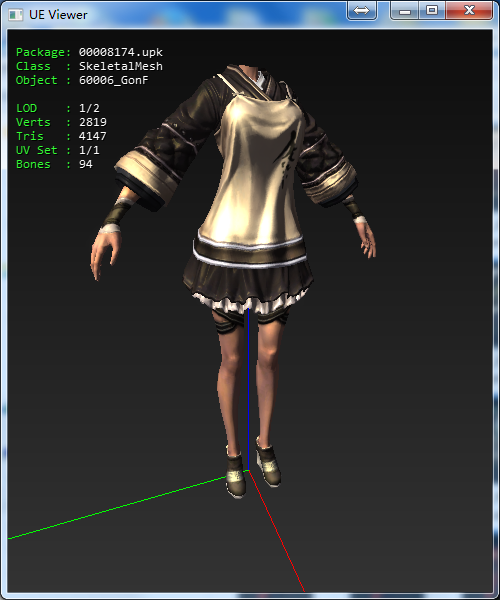 UE Viewer
Package: 00008174.upk
Class : SkeletalMesh
Object : 60006_GonF
LOD : 1/2
Verts : 2819
Tris : 4147
UV Set : 1/1
Bones : 94